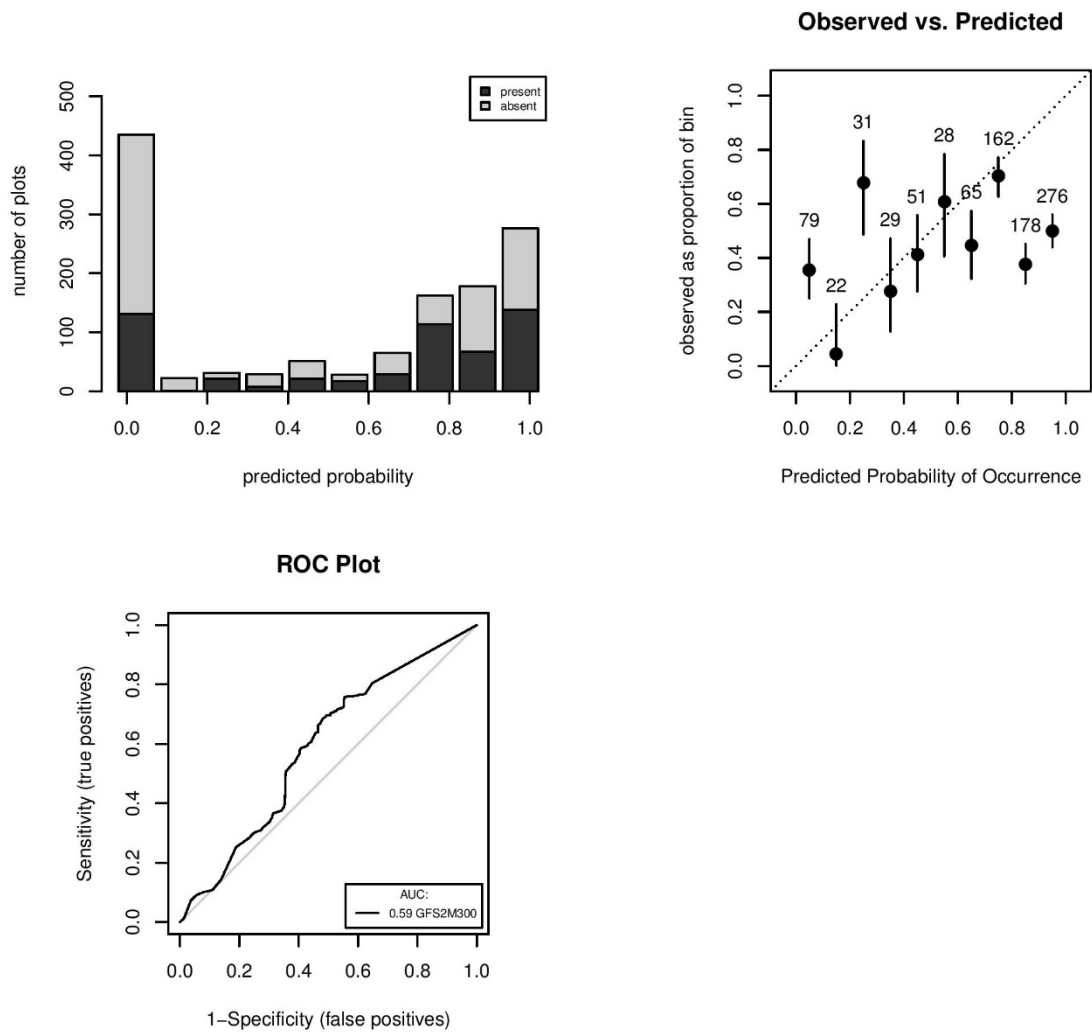 Observed vs. Predicted
number of plots
500
400
300
200
100
0
present
absent
0.0 0.2 0.4 0.6 0.8 1.0
predicted probability
observed as proportion of bin
1.0
0.8
0.6
0.4
0.2
0.0
79
22
31
29
51
28
65
162
178
276
0.0 0.2 0.4 0.6 0.8 1.0
Predicted Probability of Occurrence
ROC Plot
Sensitivity (true positives)
1.0
0.8
0.6
0.4
0.2
0.0
AUC:
0.59 GFS2M300
0.0 0.2 0.4 0.6 0.8 1.0
1−Specificity (false positives)